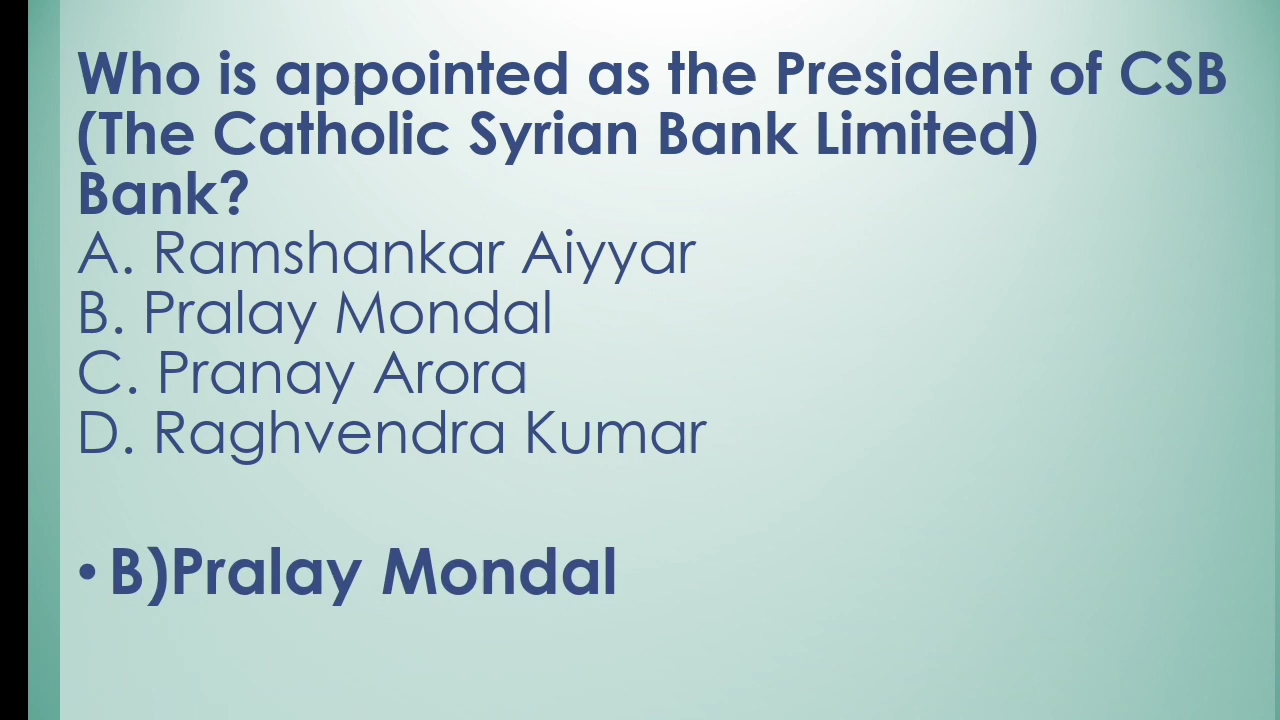 Who is appointed as the President of CSB
(The Catholic Syrian Bank Limited)
Bank?
A. Ramshankar Aiyyar
B. Pralay Mondal
C. Pranay Arora
D. Raghvendra Kumar
• B)Pralay Mondal